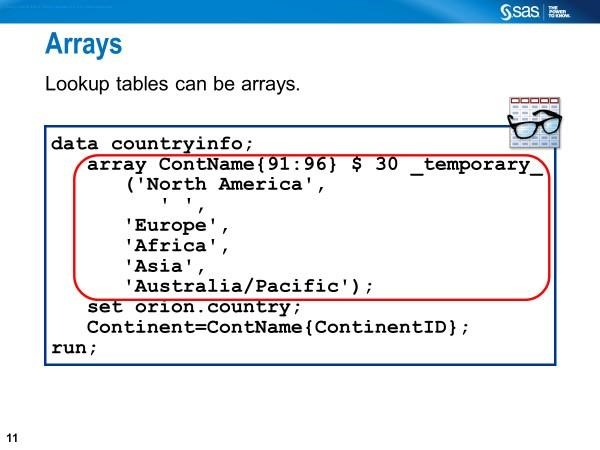 sas
THE
POWER
TO KNOW.
Arrays
Lookup tables can be arrays.
data countryinfo;
array ContName{91:96} $ 30 _temporary_
('North America',
' ',
'Europe',
'Africa',
'Asia',
'Australia/Pacific');
set orion.country;
Continent=ContName{ContinentID};
run;
11